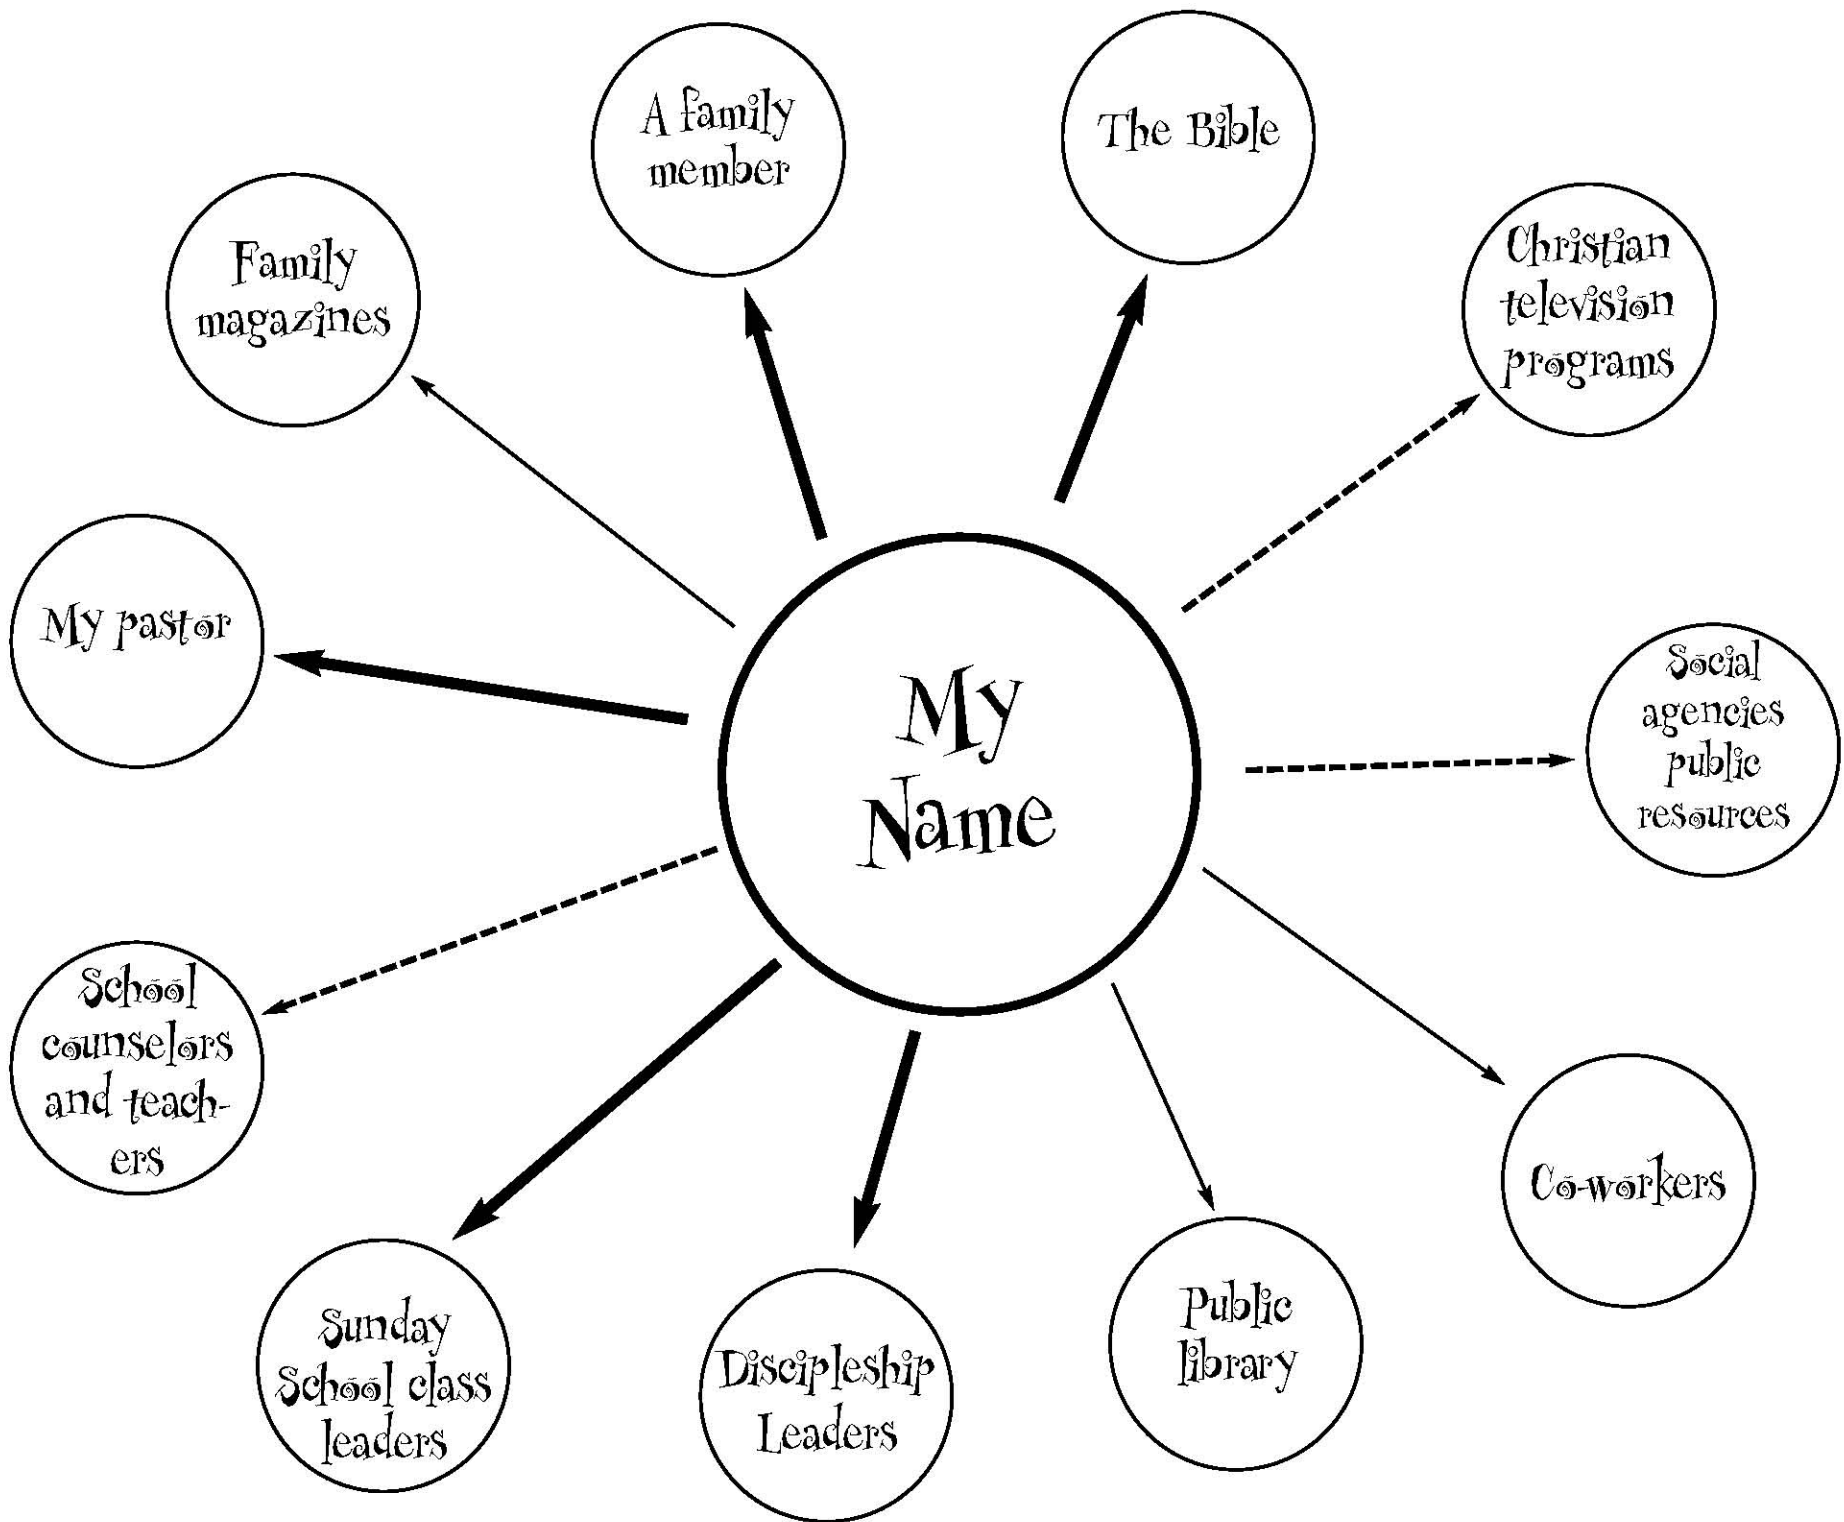 A family
member
The Bible
Christian
television
programs
Family
magazines
My pastor
My
Name
Social
agencies
public
resources
School
counselors
and teach-
ers
Co-workers
Sunday
School class
leaders
Discipleship
Leaders
Public
library